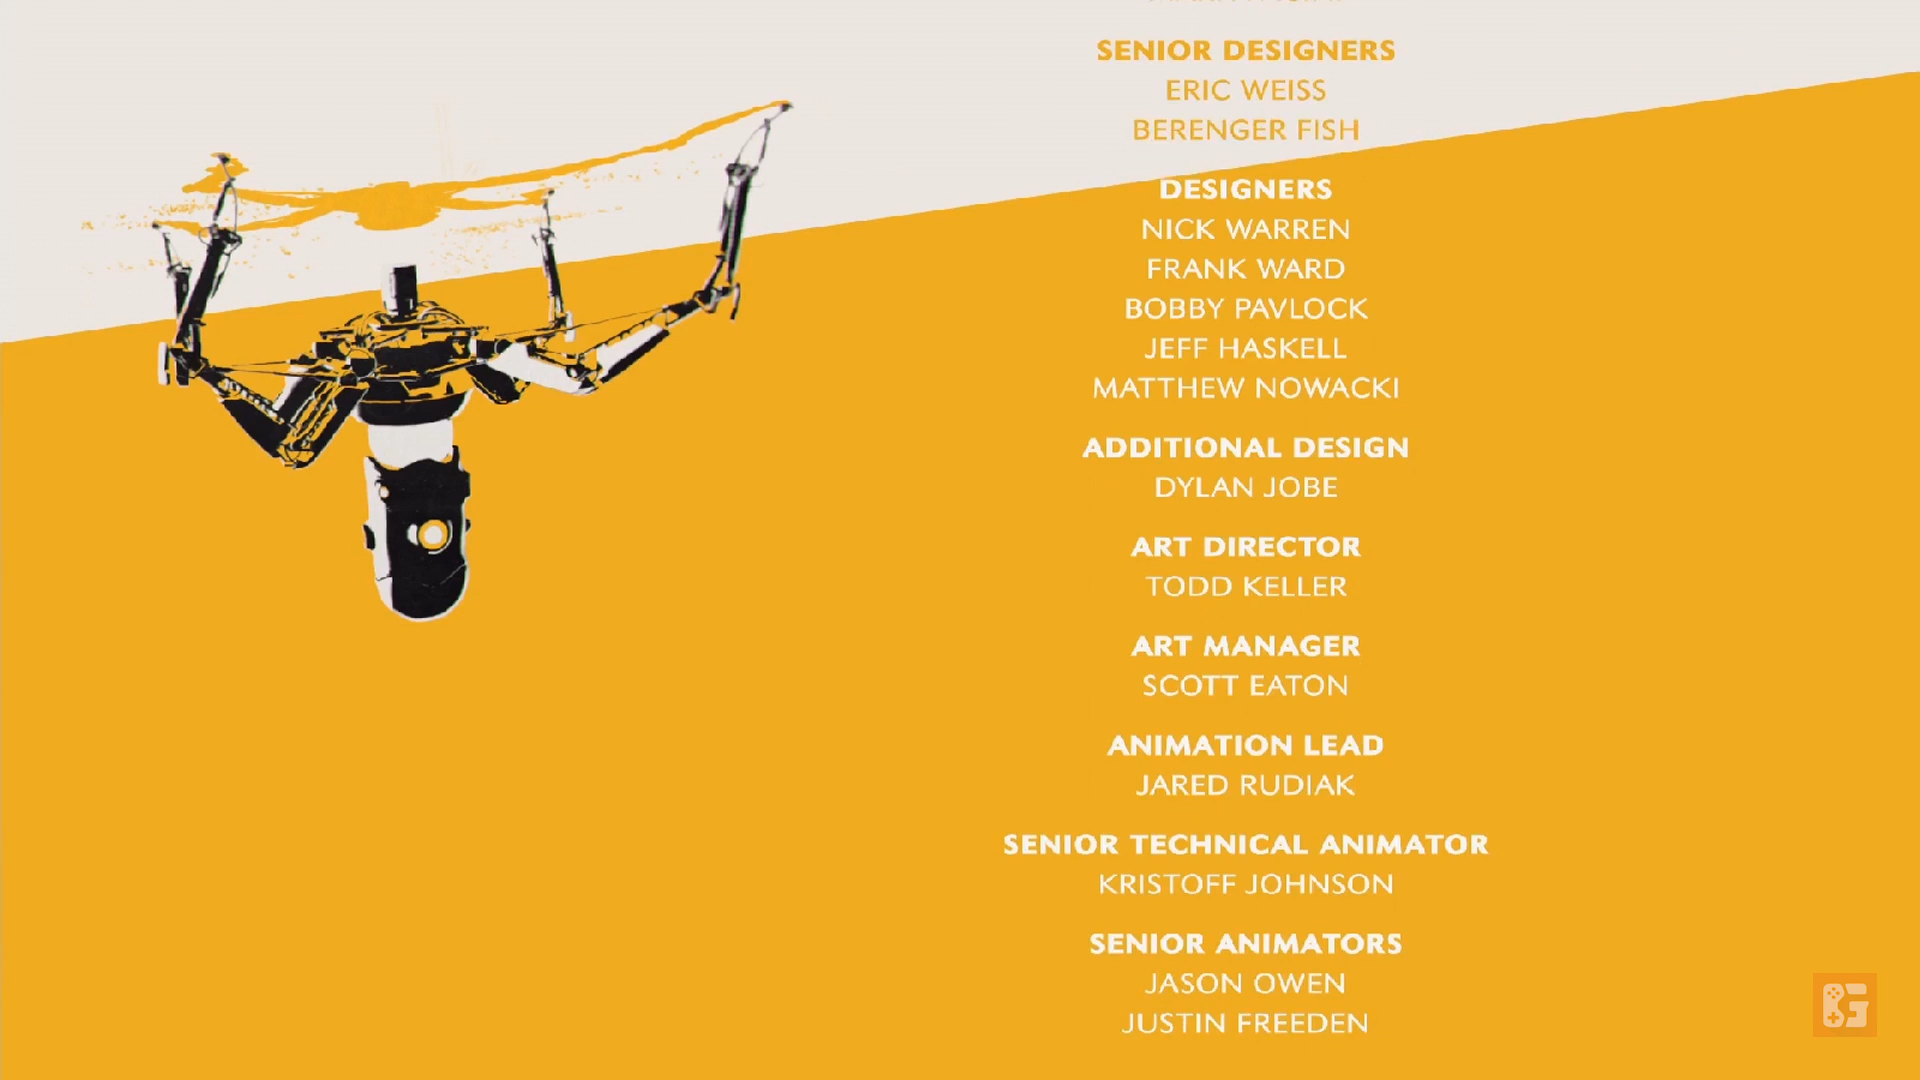 SENIOR DESIGNERS
ERIC WEISS
BERENGER FISH
DESIGNERS
NICK WARREN
FRANK WARD
BOBBY PAVLOCK
JEFF HASKELL
MATTHEW NOWACKI
ADDITIONAL DESIGN
DYLAN JOBE
ART DIRECTOR
TODD KELLER
ART MANAGER
SCOTT EATON
ANIMATION LEAD
JARED RUDIAK
SENIOR TECHNICAL ANIMATOR
KRISTOFF JOHNSON
SENIOR ANIMATORS
JASON OWEN
JUSTIN FREEDEN